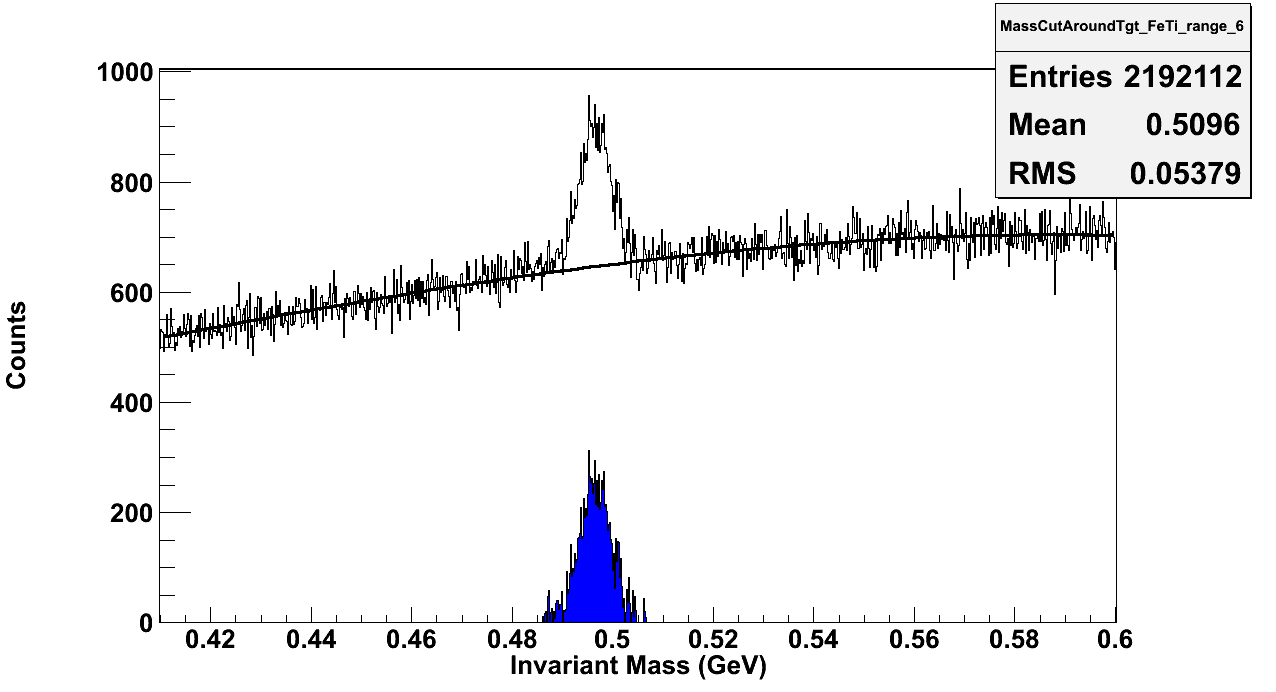 MassCutAroundTgt_FeTi_range_6
Entries 2192112
Mean 0.5096
RMS 0.05379
1000
800
600
400
200
0
Counts
0.42 0.44 0.46 0.48 0.5 0.52 0.54 0.56 0.58 0.6
Invariant Mass (GeV)